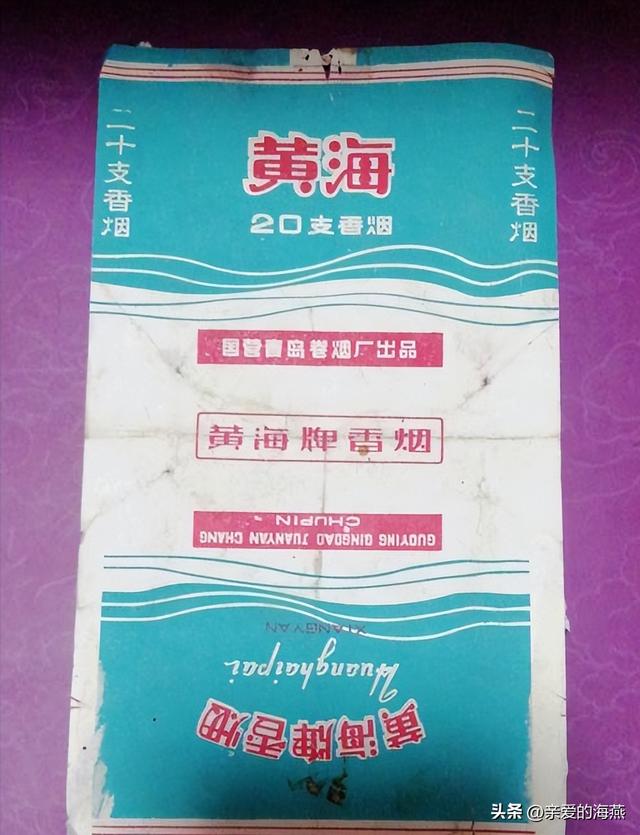 黄海
20支香烟
二十支香烟
二十支香烟
国营青岛卷烟厂出品
黄海牌香烟
GUOYING QINGDAO JUANYAN CHANG
CHUPIN
XIANGYAN
Huanghaipai
黄海牌香烟
头条 @亲爱的海燕